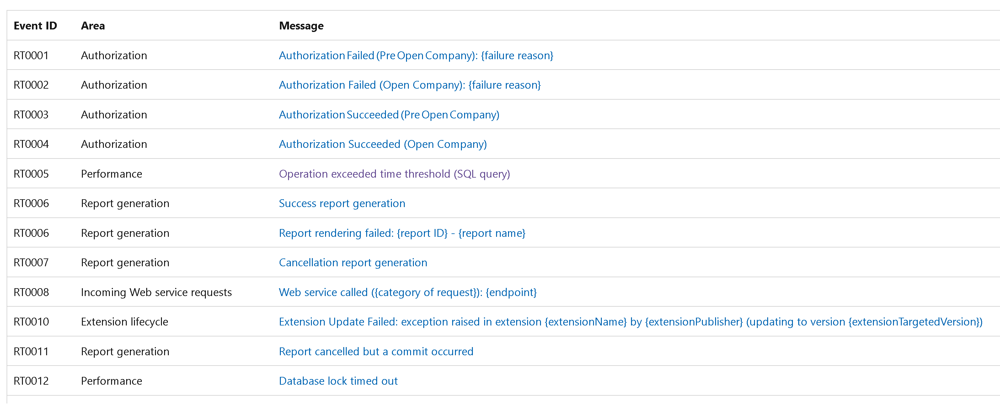 Event ID Area Message
RT0001 Authorization Authorization Failed (Pre Open Company): {failure reason}
RT0002 Authorization Authorization Failed (Open Company): {failure reason}
RT0003 Authorization Authorization Succeeded (Pre Open Company)
RT0004 Authorization Authorization Succeeded (Open Company)
RT0005 Performance Operation exceeded time threshold (SQL query)
RT0006 Report generation Success report generation
RT0006 Report generation Report rendering failed: {report ID} - {report name}
RT0007 Report generation Cancellation report generation
RT0008 Incoming Web service requests Web service called ({category of request}): {endpoint}
RT0010 Extension lifecycle Extension Update Failed: exception raised in extension {extensionName} by {extensionPublisher} (updating to version {extensionTargetedVersion})
RT0011 Report generation Report cancelled but a commit occurred
RT0012 Performance Database lock timed out